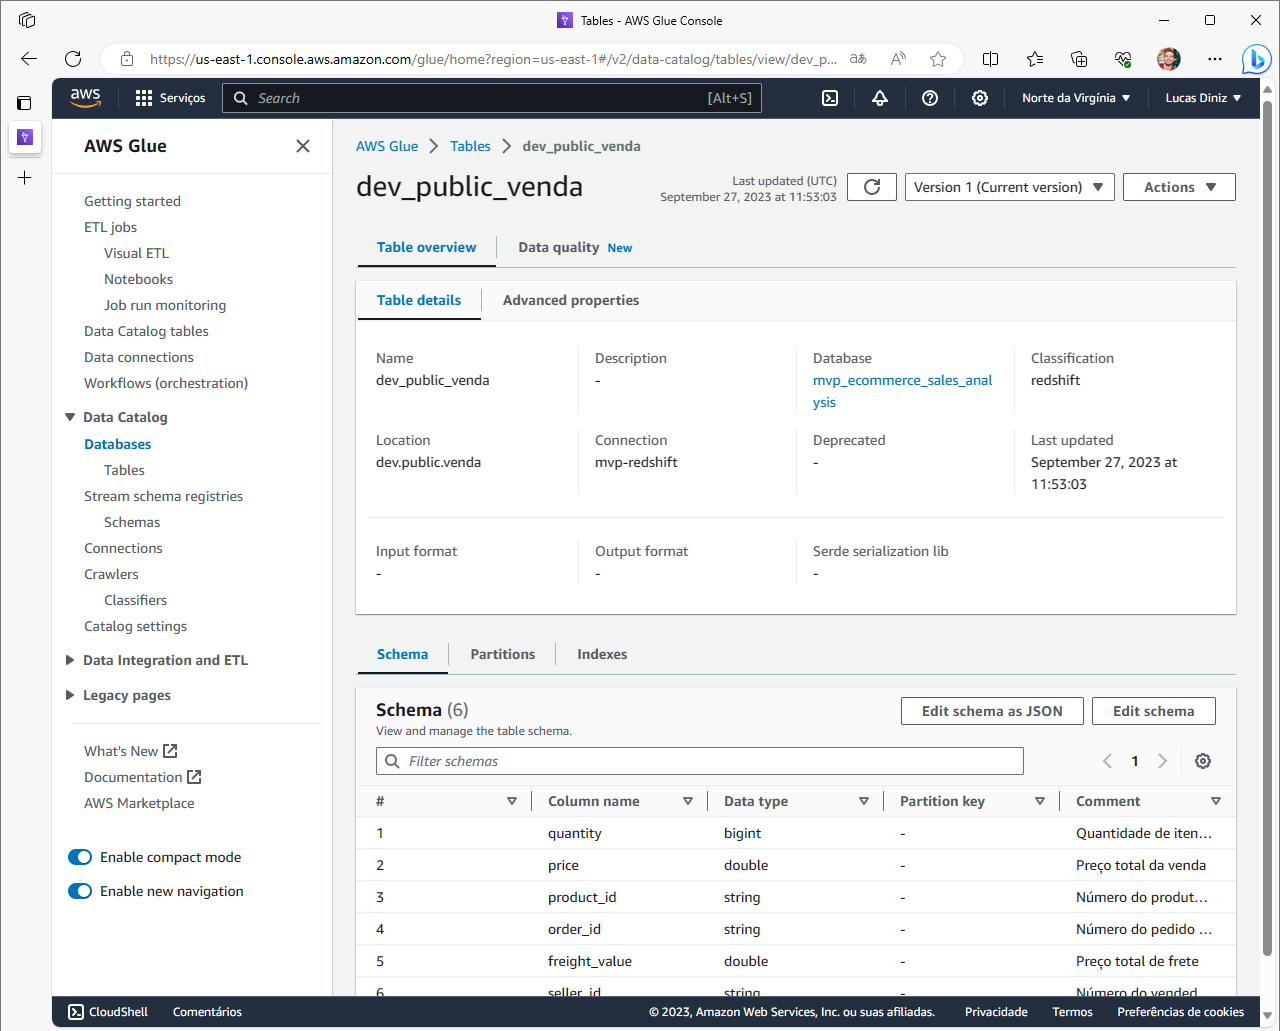 Tables - AWS Glue Console
https://us-east-1.console.aws.amazon.com/glue/home?region=us-east-1#/v2/data-catalog/tables/view/dev_p...
aws
Serviços
Search
[Alt+S]
Norte da Virgínia
Lucas Diniz
AWS Glue
Getting started
ETL jobs
Visual ETL
Notebooks
Job run monitoring
Data Catalog tables
Data connections
Workflows (orchestration)
Data Catalog
Databases
Tables
Stream schema registries
Schemas
Connections
Crawlers
Classifiers
Catalog settings
Data Integration and ETL
Legacy pages
What's New
Documentation
AWS Marketplace
Enable compact mode
Enable new navigation
AWS Glue
Tables
dev_public_venda
dev_public_venda
Last updated (UTC)
September 27, 2023 at 11:53:03
Version 1 (Current version)
Actions
Table overview
Data quality New
Table details
Advanced properties
Name
dev_public_venda
Description
-
Database
mvp_ecommerce_sales_anal
ysis
Classification
redshift
Location
dev.public.venda
Connection
mvp-redshift
Deprecated
-
Last updated
September 27, 2023 at
11:53:03
Input format
-
Output format
-
Serde serialization lib
-
Schema
Partitions
Indexes
Schema (6)
View and manage the table schema.
Edit schema as JSON
Edit schema
Filter schemas
1
# Column name Data type Partition key Comment
1 quantity bigint - Quantidade de iten...
2 price double - Preço total da venda
3 product_id string - Número do produt...
4 order_id string - Número do pedido ...
5 freight_value double - Preço total de frete
6 seller_id string - Número do vended...
CloudShell
Comentários
© 2023, Amazon Web Services, Inc. ou suas afiliadas.
Privacidade
Termos
Preferências de cookies